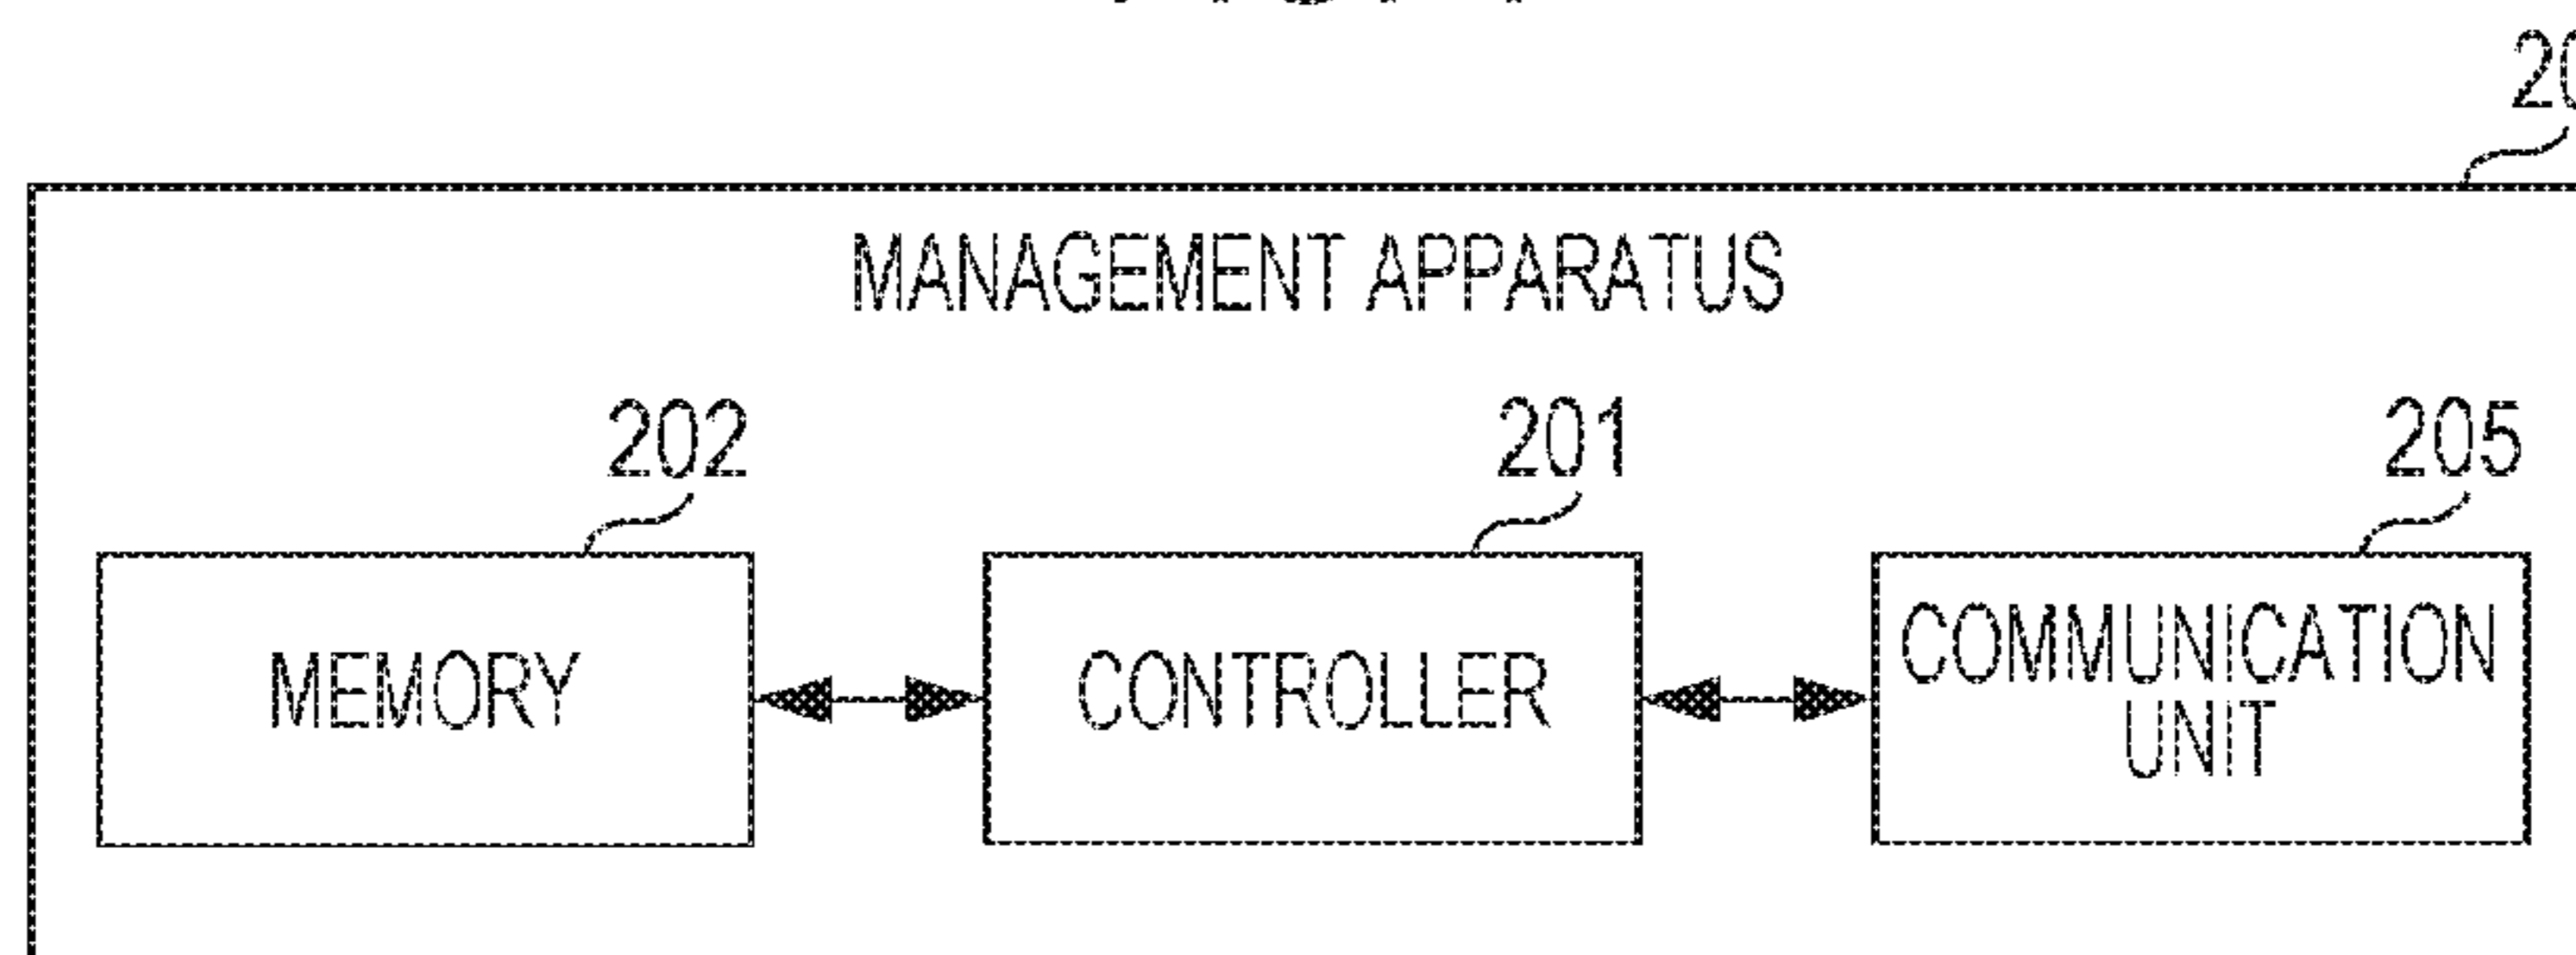 MANAGEMENT APPARATUS
202
201
205
MEMORY
CONTROLLER
COMMUNICATION
UNIT